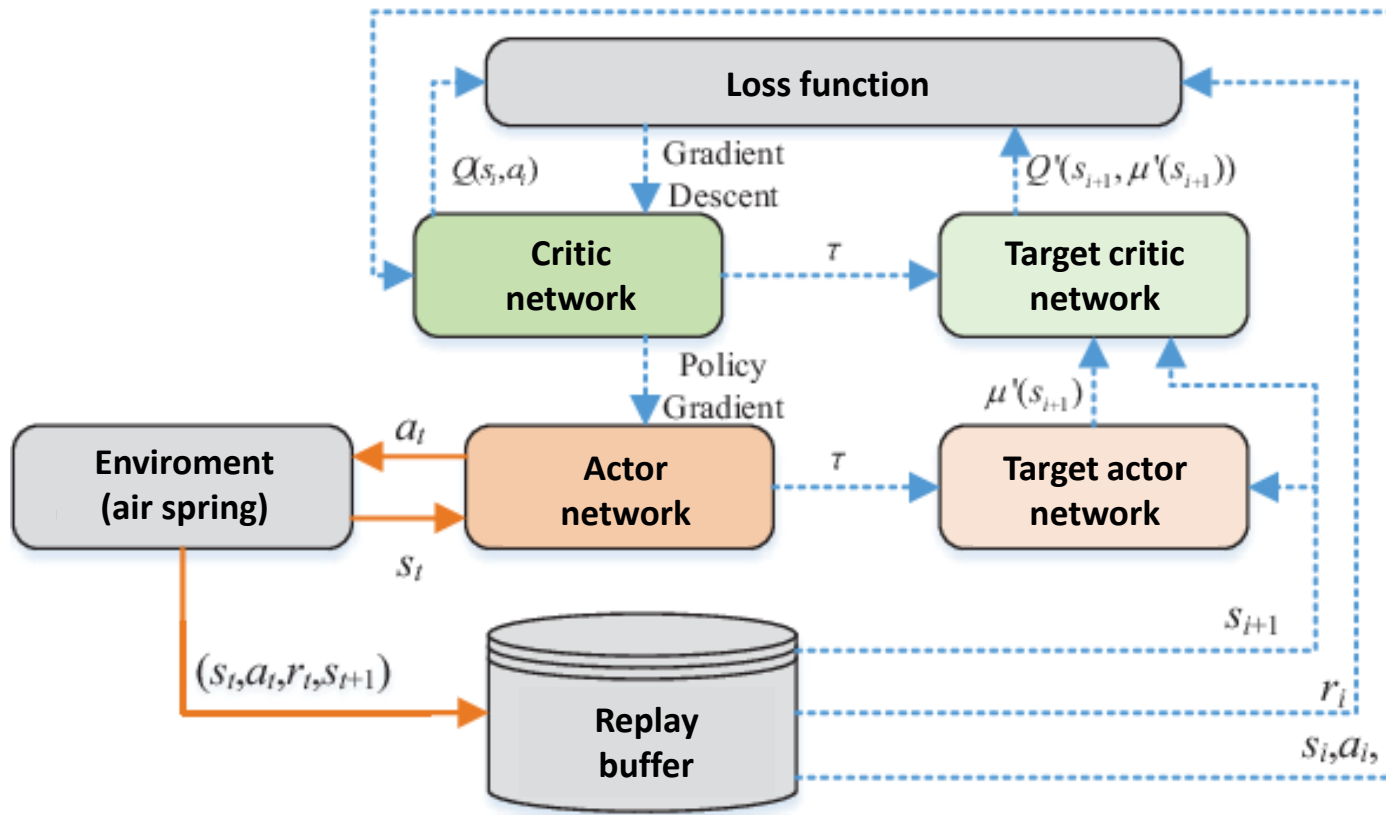 Loss function
Q(s_i,a_i)
Gradient
Descent
Q'(s_{i+1}, μ'(s_{i+1}))
Critic
network
τ
Target critic
network
Policy
Gradient
μ'(s_{i+1})
a_t
Enviroment
(air spring)
Actor
network
τ
Target actor
network
s_t
s_{i+1}
(s_t,a_t,r_t,s_{t+1})
r_i
Replay
buffer
s_i,a_i,